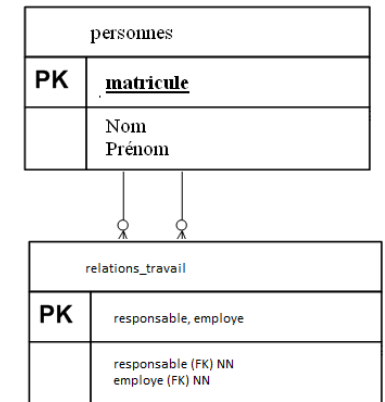 personnes
PK matricule
Nom
Prénom
relations_travail
PK responsable, employe
responsable (FK) NN
employe (FK) NN